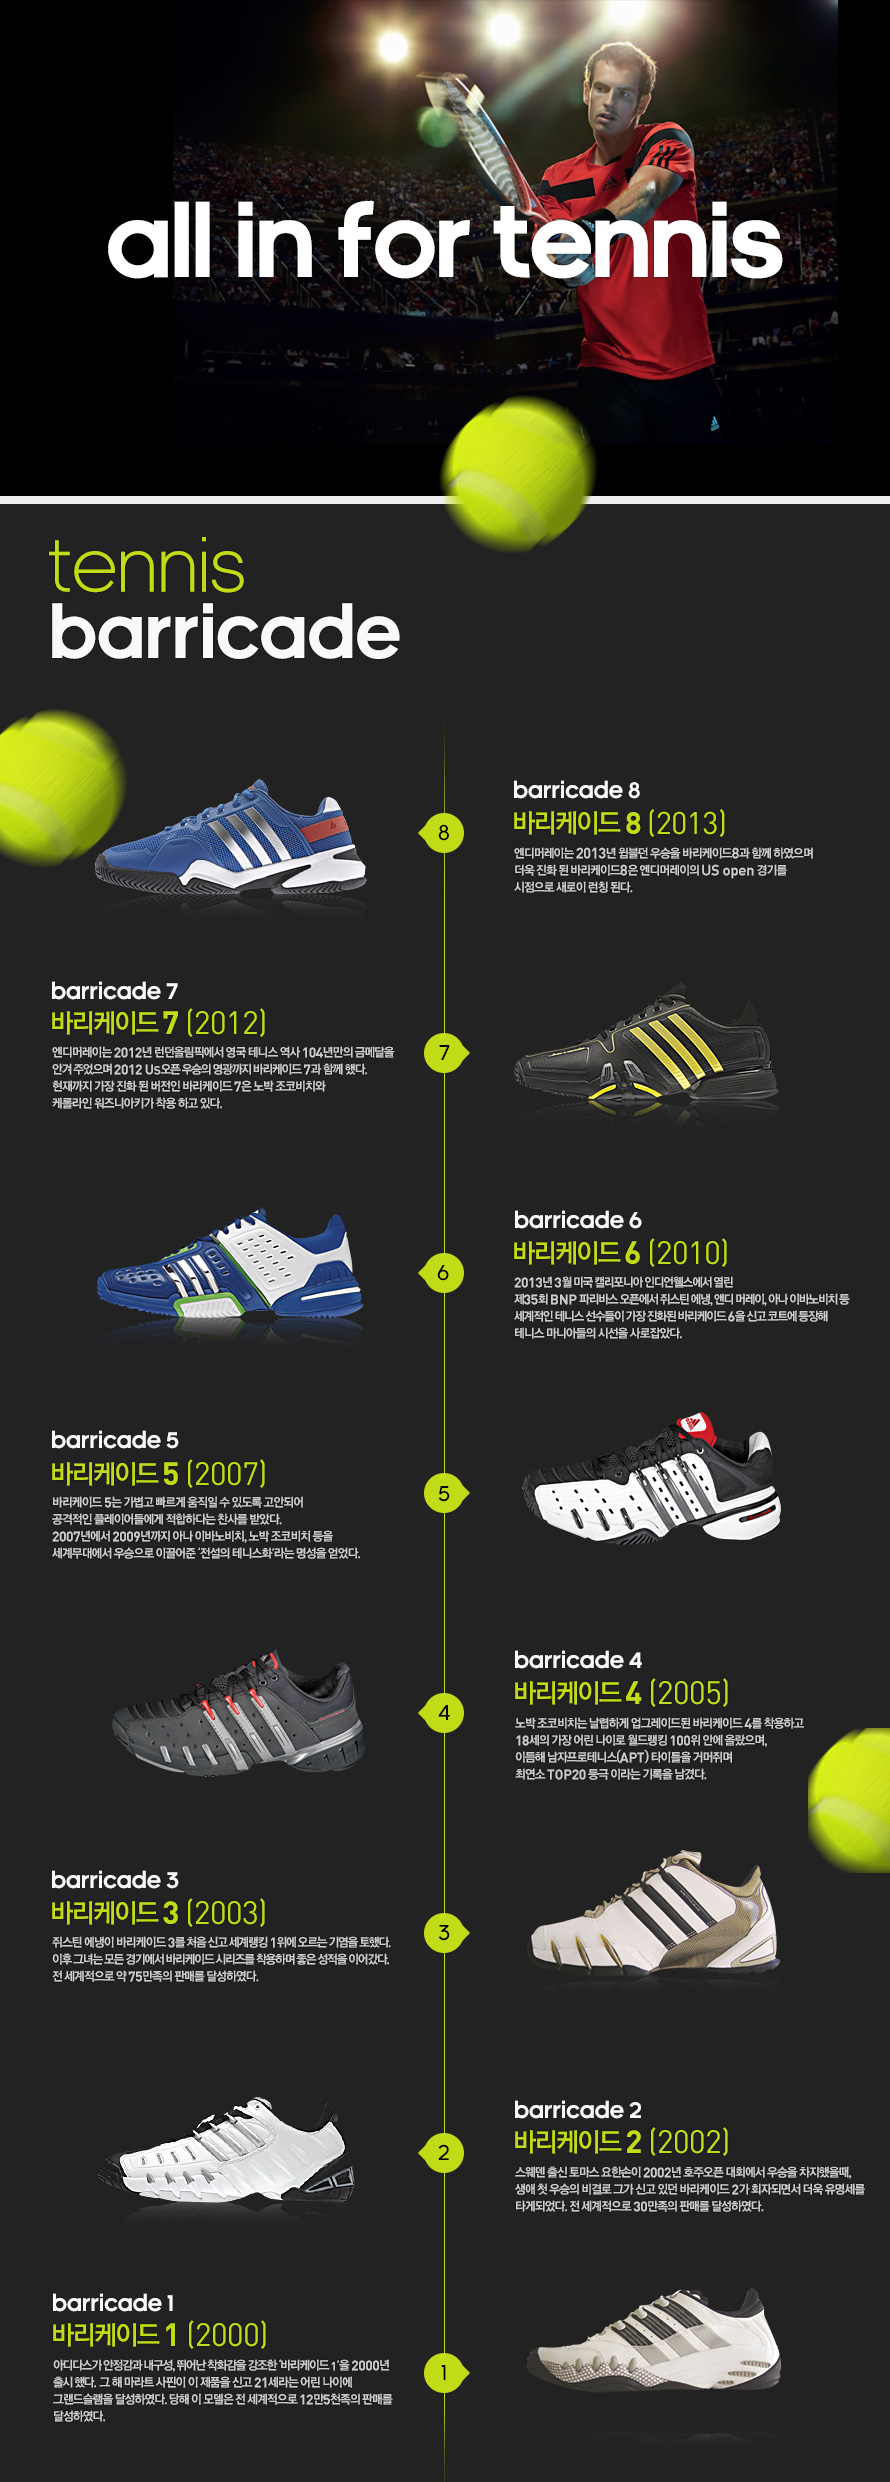 all in for tennis
tennis
barricade
8
barricade 8
바리케이드 8 (2013)
엔디머레이는 2013년 윔블던 우승을 바리케이드8과 함께 하였으며
더욱 진화 된 바리케이드8은 엔디머레이의 US open 경기를
시점으로 새로이 런칭 된다.
barricade 7
바리케이드 7 (2012)
엔디머레이는 2012년 런던올림픽에서 영국 테니스 역사 104년만의 금메달을
안겨 주었으며 2012 Us오픈 우승의 영광까지 바리케이드 7과 함께 했다.
현재까지 가장 진화 된 버전인 바리케이드 7은 노박 조코비치와
케롤라인 워즈니아키가 착용 하고 있다.
7
6
barricade 6
바리케이드 6 (2010)
2013년 3월 미국 캘리포니아 인디언웰스에서 열린
제35회 BNP 파리바스 오픈에서 쥐스틴 에냉, 앤디 머레이, 아나 이바노비치 등
세계적인 테니스 선수들이 가장 진화된 바리케이드 6을 신고 코트에 등장해
테니스 마니아들의 시선을 사로잡았다.
barricade 5
바리케이드 5 (2007)
바리케이드 5는 가볍고 빠르게 움직일 수 있도록 고안되어
공격적인 플레이어들에게 적합하다는 찬사를 받았다.
2007년에서 2009년까지 아나 이바노비치, 노박 조코비치 등을
세계무대에서 우승으로 이끌어준 '전설의 테니스화'라는 명성을 얻었다.
5
4
barricade 4
바리케이드 4 (2005)
노박 조코비치는 날렵하게 업그레이드된 바리케이드 4를 착용하고
18세의 가장 어린 나이로 월드랭킹 100위 안에 올랐으며,
이듬해 남자프로테니스(APT) 타이틀을 거머쥐며
최연소 TOP20 등극 이라는 기록을 남겼다.
barricade 3
바리케이드 3 (2003)
쥐스틴 에냉이 바리케이드 3를 처음 신고 세계랭킹 1위에 오르는 기염을 토했다.
이후 그녀는 모든 경기에서 바리케이드 시리즈를 착용하며 좋은 성적을 이어갔다.
전 세계적으로 약 75만족의 판매를 달성하였다.
3
2
barricade 2
바리케이드 2 (2002)
스웨덴 출신 토마스 요한손이 2002년 호주오픈 대회에서 우승을 차지했을때,
생애 첫 우승의 비결로 그가 신고 있던 바리케이드 2가 회자되면서 더욱 유명세를
타게되었다. 전 세계적으로 30만족의 판매를 달성하였다.
barricade 1
바리케이드 1 (2000)
아디다스가 안정감과 내구성, 뛰어난 착화감을 강조한 '바리케이드 1'을 2000년
출시 했다. 그 해 마라트 사핀이 이 제품을 신고 21세라는 어린 나이에
그랜드슬램을 달성하였다. 당해 이 모델은 전 세계적으로 12만5천족의 판매를
달성하였다.
1